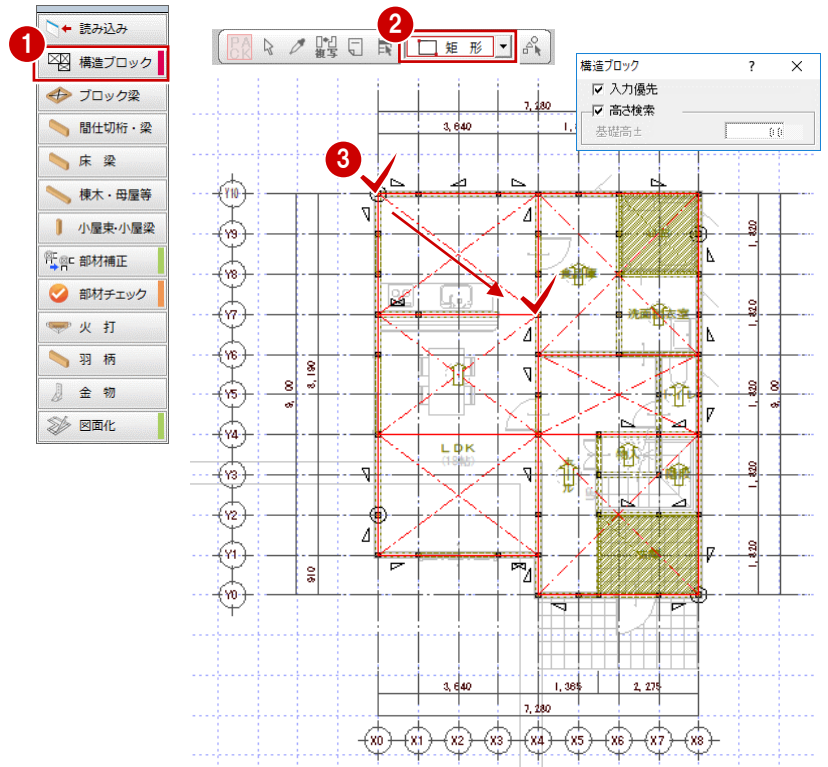 1
読み込み
構造ブロック
ブロック梁
間仕切桁・梁
床 梁
棟木・母屋等
小屋束・小屋梁
部材補正
部材チェック
火 打
羽 柄
金 物
図面化
2
複写
矩 形
構造ブロック
? ×
入力優先
高さ検索
基礎高±
3
7,280
3,640
Y10
Y9
Y8
Y7
Y6
Y5
Y4
Y3
Y2
Y1
Y0
9,100
8,190
910
1,820
1,820
1,820
1,820
1,820
9,100
LDK
3,640
1,365
2,275
7,280
X0
X1
X2
X3
X4
X5
X6
X7
X8